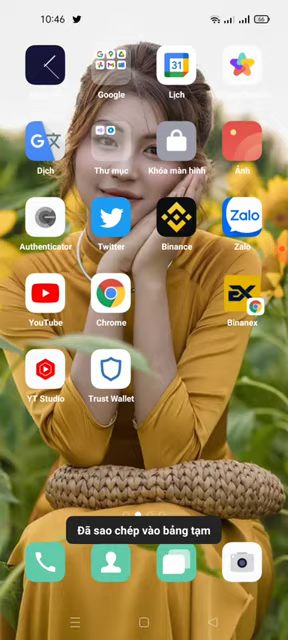 10:46
66
31
Google
Lịch
Dịch
Thư mục
Khóa màn hình
Ảnh
Zalo
Authenticator
Twitter
Binance
Zalo
EX
YouTube
Chrome
Binanex
YT Studio
Trust Wallet
Đã sao chép vào bảng tạm